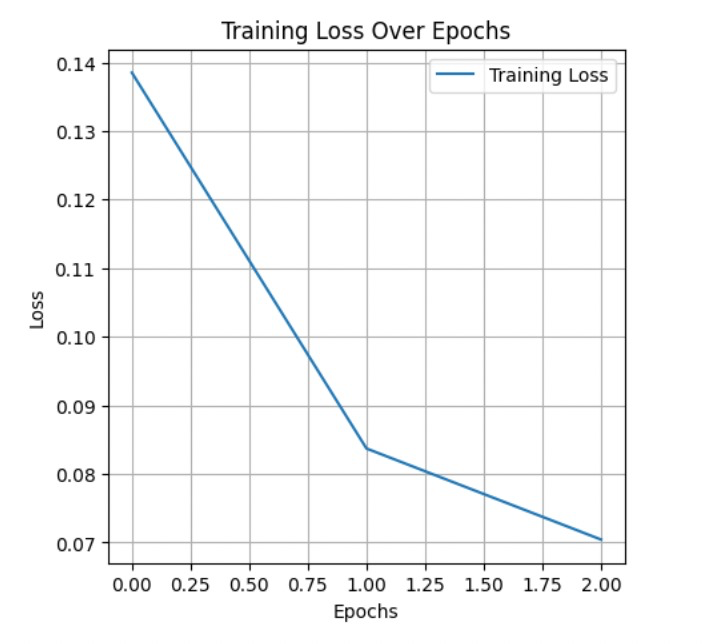 Training Loss Over Epochs
Training Loss
0.14
0.13
0.12
0.11
0.10
0.09
0.08
0.07
Loss
0.00 0.25 0.50 0.75 1.00 1.25 1.50 1.75 2.00
Epochs